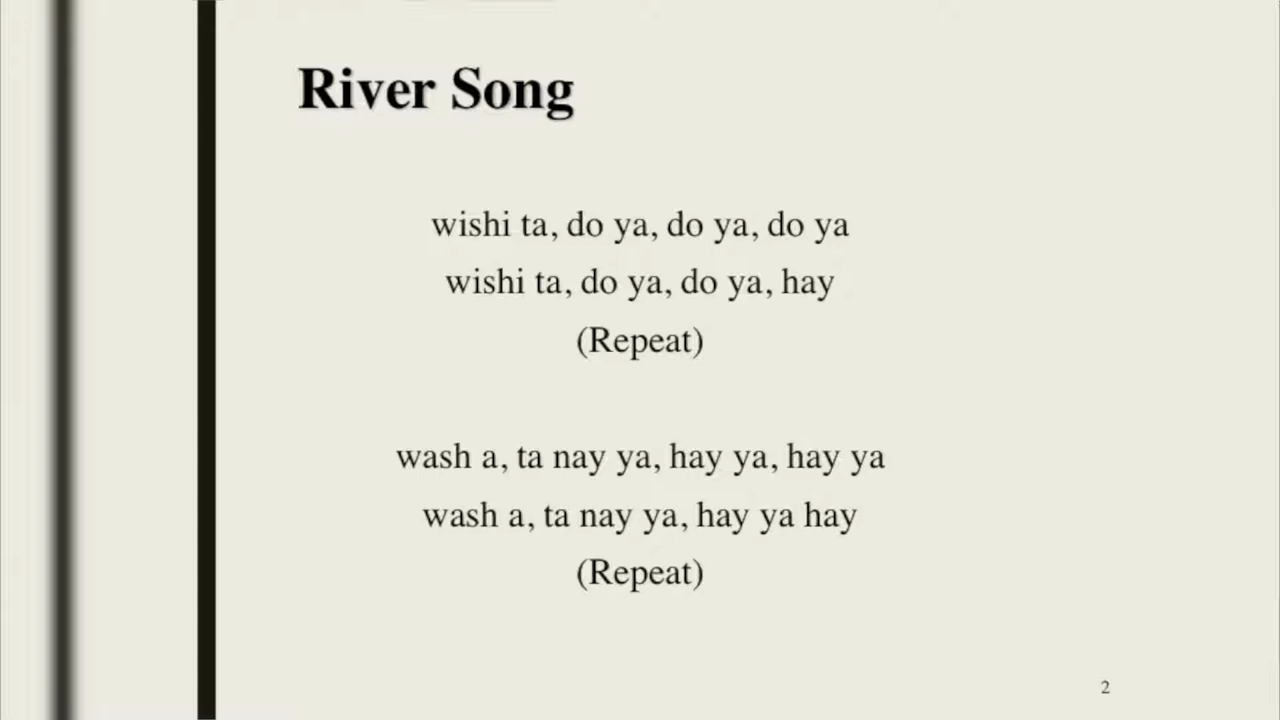 River Song
wishi ta, do ya, do ya, do ya
wishi ta, do ya, do ya, hay
(Repeat)
wash a, ta nay ya, hay ya, hay ya
wash a, ta nay ya, hay ya hay
(Repeat)
2